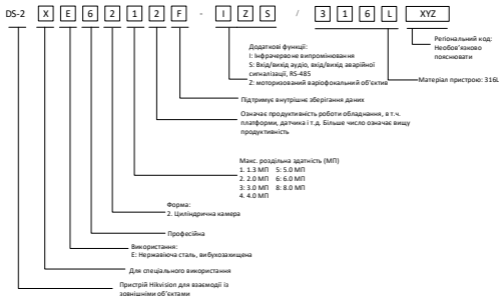 DS-2 X E 6 2 1 2 F - I Z S / 3 1 6 L XYZ
Регіональний код:
Необов'язково
пояснювати
Додаткові функції:
I: Інфрачервоне випромінювання
S: Вхід/вихід аудіо, вхід/вихід аварійної
сигналізації, RS-485
Z: моторизований варіофокальний об'єктив
Матеріал пристрою: 316L
Підтримує внутрішнє зберігання даних
Означає продуктивність роботи обладнання, в т.ч.
платформи, датчика і т.д. Більше число означає вищу
продуктивність
Макс. роздільна здатність (МП)
1. 1.3 МП 5: 5.0 МП
2. 2.0 МП 6: 6.0 МП
3: 3.0 МП 8: 8.0 МП
4. 4.0 МП
Форма:
2. Циліндрична камера
Професійна
Використання:
E: Нержавіюча сталь, вибухозахищена
Для спеціального використання
Пристрій Hikvision для взаємодії із
зовнішніми об'єктами